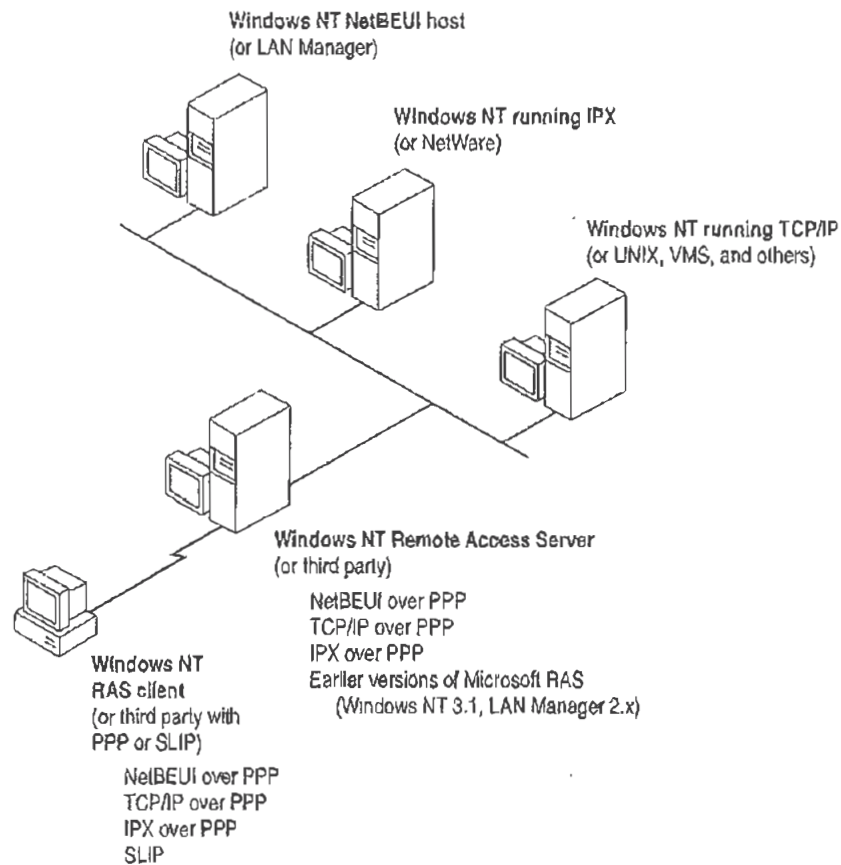 Windows NT NetBEUI host
(or LAN Manager)
Windows NT running IPX
(or NetWare)
Windows NT running TCP/IP
(or UNIX, VMS, and others)
Windows NT Remote Access Server
(or third party)
NetBEUI over PPP
TCP/IP over PPP
IPX over PPP
Earlier versions of Microsoft RAS
(Windows NT 3.1, LAN Manager 2.x)
Windows NT
RAS client
(or third party with
PPP or SLIP)
NetBEUI over PPP
TCP/IP over PPP
IPX over PPP
SLIP